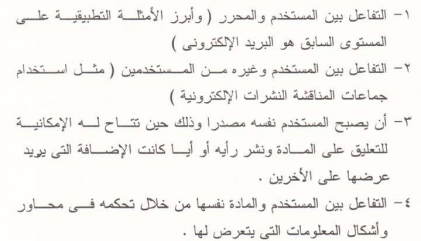 ١- التفاعل بين المستخدم والمحرر ( وأبرز الأمثلة التطبيقية على
المستوى السابق هو البريد الإلكترونى )
٢- التفاعل بين المستخدم وغيره من المستخدمين ( مثل استخدام
جماعات المناقشة النشرات الإلكترونية )
٣- أن يصبح المستخدم نفسه مصدرا وذلك حين تتاح له الإمكانية
للتعليق على المادة ونشر رأيه أو أيا كانت الإضافة التى يريد
عرضها على الأخرين .
٤- التفاعل بين المستخدم والمادة نفسها من خلال تحكمه فى محاور
وأشكال المعلومات التى يتعرض لها .